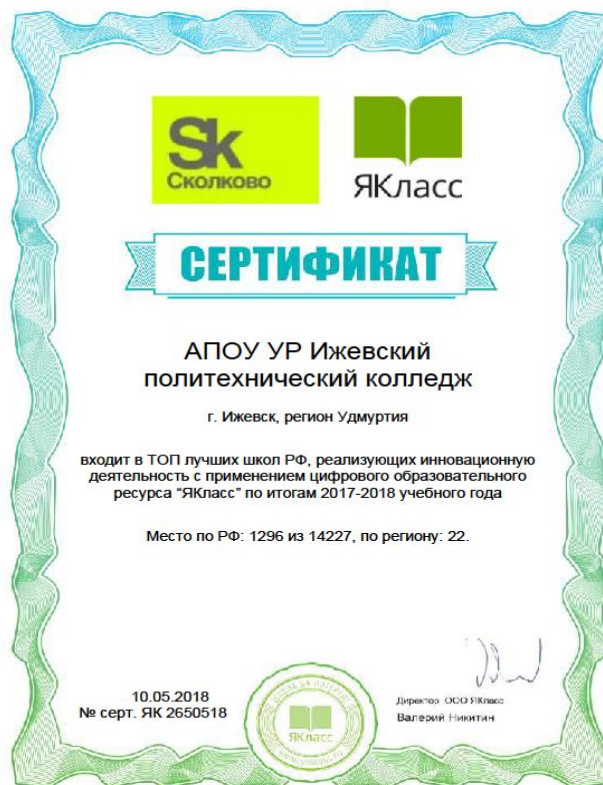 Sk
Сколково
ЯКласс
СЕРТИФИКАТ
АПОУ УР Ижевский
политехнический колледж
г. Ижевск, регион Удмуртия
входит в ТОП лучших школ РФ, реализующих инновационную
деятельность с применением цифрового образовательного
ресурса “ЯКласс” по итогам 2017-2018 учебного года
Место по РФ: 1296 из 14227, по региону: 22.
10.05.2018
№ серт. ЯК 2650518
ЯКласс
Директор ООО ЯКласс
Валерий Никитин